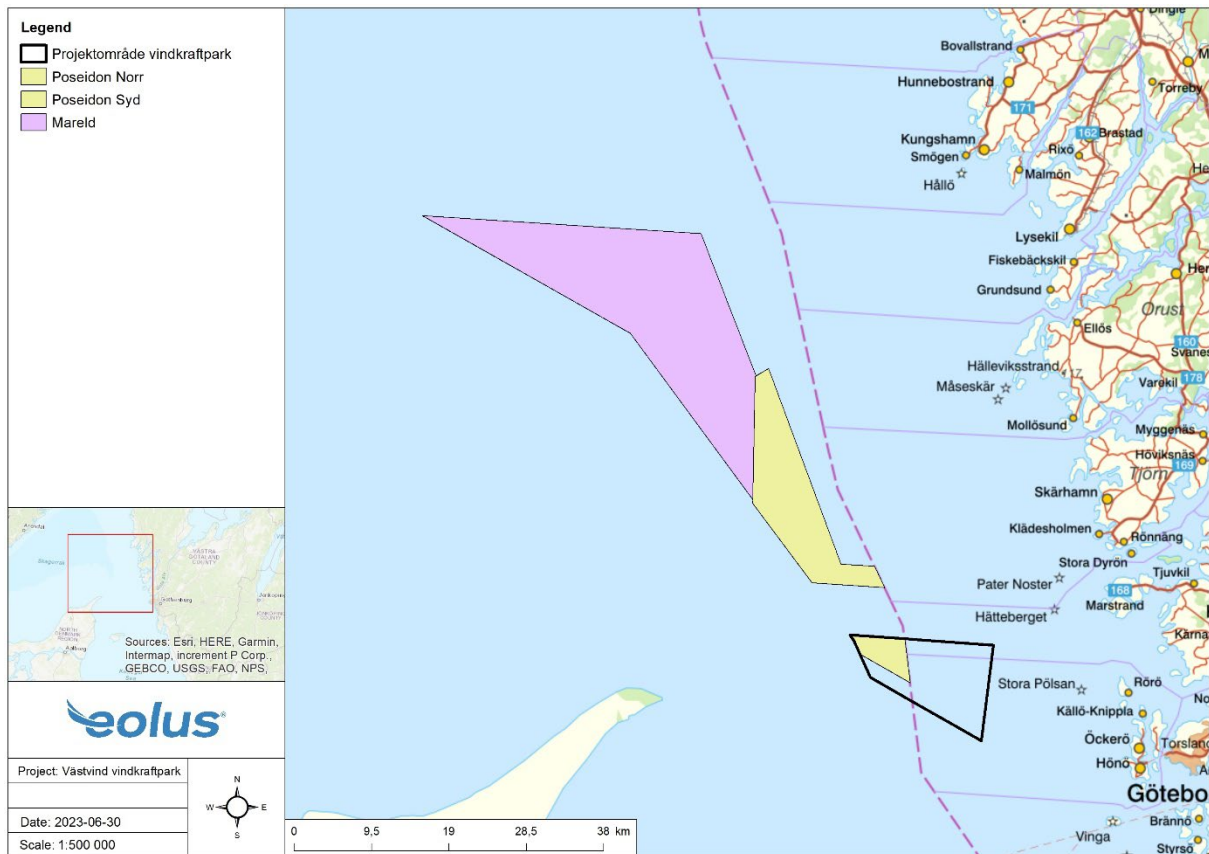 Legend
Projektområde vindkraftpark
Poseidon Norr
Poseidon Syd
Mareld
Sources: Esri, HERE, Garmin,
Intermap, increment P Corp.,
GEBCO, USGS, FAO, NPS,
eolus
Project: Västvind vindkraftpark
Date: 2023-06-30
Scale: 1:500 000
N
W
E
S
0
9,5
19
28,5
38 km
Dingle
Bovallstrand
Hunnebostrand
Torreby
171
Kungshamn
162
Brastad
Smögen
Rixö
Hållö
Malmön
Lysekil
Fiskebäckskil
Grundsund
Orust
Ellös
160
Hälleviksstrand
178
Måseskär
Varekil
Mollösund
Myggenäs
Höviksnäs
169
Tjörn
Skärhamn
Klädesholmen
Rönnäng
Stora Dyrön
Tjuvkil
Pater Noster
168
Marstrand
Hätteberget
Stora Pölsan
Rörö
Källö-Knippla
Öckerö
Hönö
Brännö
Vinga
Styrsö